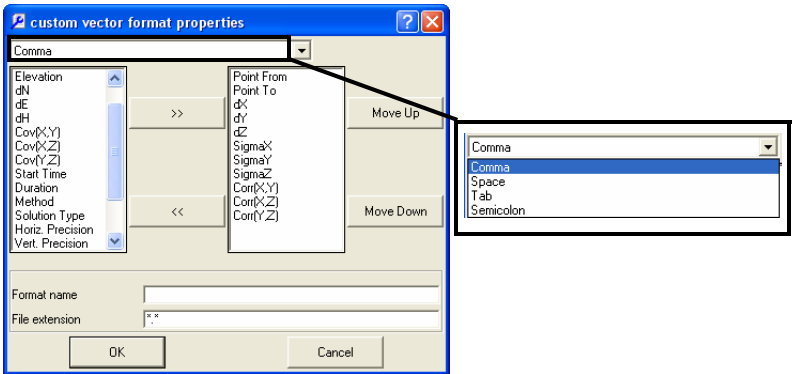 custom vector format properties
Comma
Elevation
dN
dE
dH
Cov(X,Y)
Cov(X,Z)
Cov(Y,Z)
Start Time
Duration
Method
Solution Type
Horiz. Precision
Vert. Precision
>>
<<
Point From
Point To
dX
dY
dZ
SigmaX
SigmaY
SigmaZ
Corr(X,Y)
Corr(X,Z)
Corr(Y,Z)
Move Up
Move Down
Format name
File extension *.*
OK Cancel
Comma
Comma
Space
Tab
Semicolon